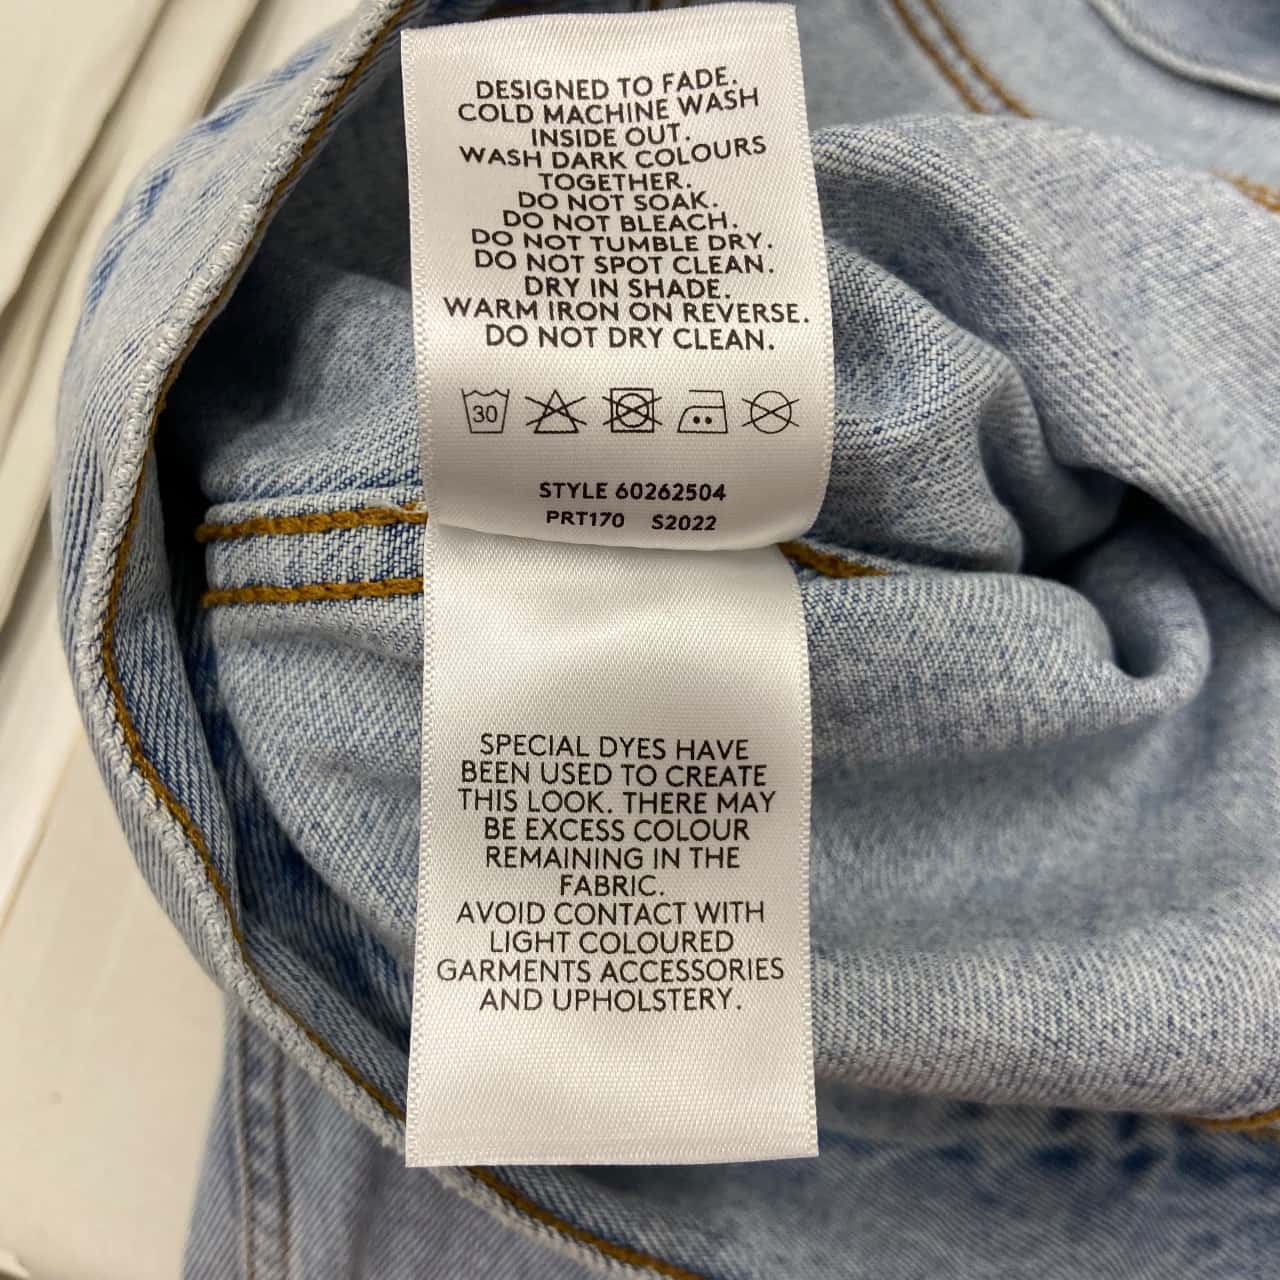 DESIGNED TO FADE.
COLD MACHINE WASH
INSIDE OUT.
WASH DARK COLOURS
TOGETHER.
DO NOT SOAK.
DO NOT BLEACH.
DO NOT TUMBLE DRY.
DO NOT SPOT CLEAN.
DRY IN SHADE.
WARM IRON ON REVERSE.
DO NOT DRY CLEAN.
30
STYLE 60262504
PRT170 S2022
SPECIAL DYES HAVE
BEEN USED TO CREATE
THIS LOOK. THERE MAY
BE EXCESS COLOUR
REMAINING IN THE
FABRIC.
AVOID CONTACT WITH
LIGHT COLOURED
GARMENTS ACCESSORIES
AND UPHOLSTERY.